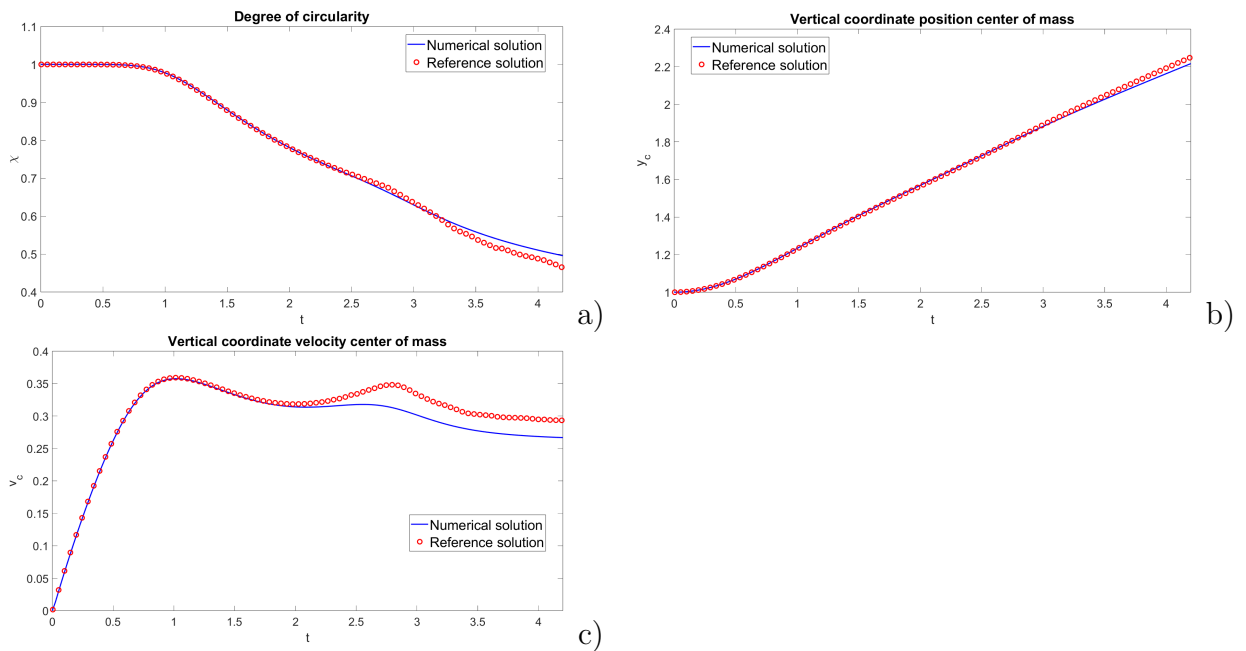 Degree of circularity
1.1
1
0.9
0.8
0.7
0.6
0.5
0.4
χ
0
0.5
1
1.5
2
2.5
3
3.5
4
t
Numerical solution
Reference solution
a)
Vertical coordinate position center of mass
2.4
2.2
2
1.8
1.6
1.4
1.2
1
y_c
0
0.5
1
1.5
2
2.5
3
3.5
4
t
Numerical solution
Reference solution
b)
Vertical coordinate velocity center of mass
0.4
0.35
0.3
0.25
0.2
0.15
0.1
0.05
0
v_c
0
0.5
1
1.5
2
2.5
3
3.5
4
t
Numerical solution
Reference solution
c)